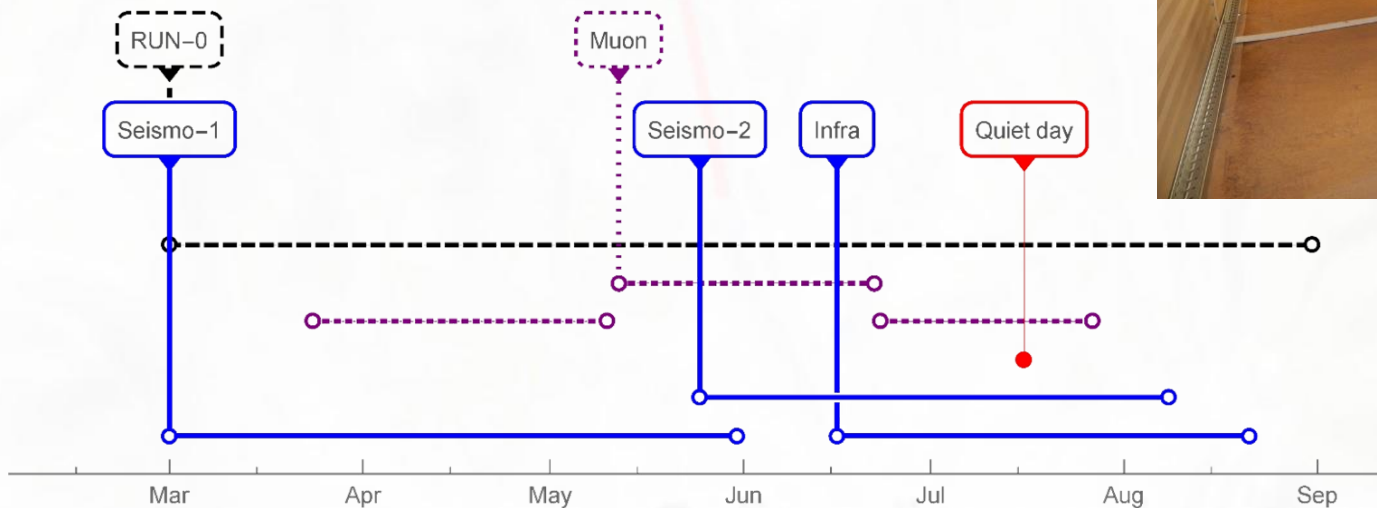 RUN–0
Muon
Seismo–1
Seismo–2
Infra
Quiet day
Mar
Apr
May
Jun
Jul
Aug
Sep